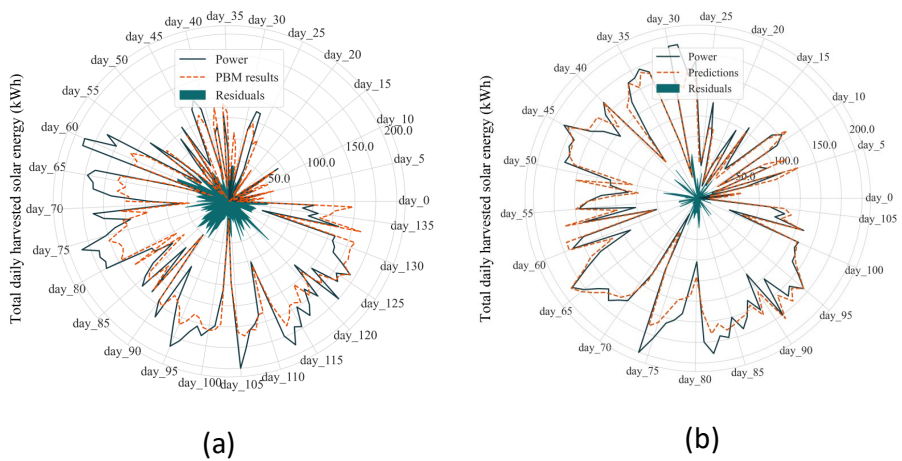 Total daily harvested solar energy (kWh)
day_0
day_5
day_10
day_20
day_25
day_30
day_35
day_40
day_45
day_50
day_55
day_60
day_65
day_70
day_75
day_80
day_85
day_90
day_95
day_100
day_105
day_110
day_115
day_120
day_125
day_130
day_135
50.0
100.0
150.0
200.0
Power
PBM results
Residuals
(a)
Total daily harvested solar energy (kWh)
day_0
day_5
day_10
day_15
day_20
day_25
day_30
day_35
day_40
day_45
day_50
day_55
day_60
day_65
day_70
day_75
day_80
day_85
day_90
day_95
day_100
day_105
50.0
100.0
150.0
200.0
Power
Predictions
Residuals
(b)